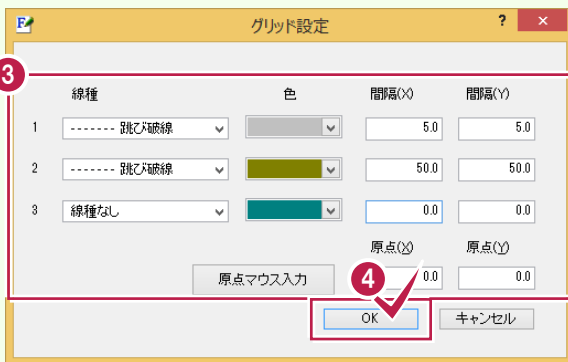 F グリッド設定 ? ×
3
線種 色 間隔(X) 間隔(Y)
1 ------- 跳び破線 5.0 5.0
2 ------- 跳び破線 50.0 50.0
3 線種なし 0.0 0.0
原点(X) 原点(Y)
原点マウス入力 4 0.0 0.0
OK キャンセル